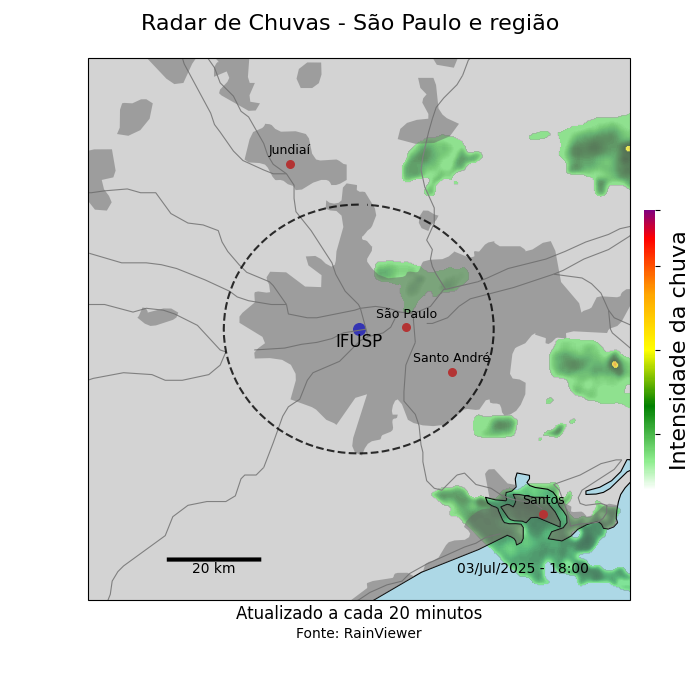 Radar de Chuvas - São Paulo e região
Jundiaí
São Paulo
IFUSP
Santo André
Santos
20 km
03/Jul/2025 - 18:00
Intensidade da chuva
Atualizado a cada 20 minutos
Fonte: RainViewer